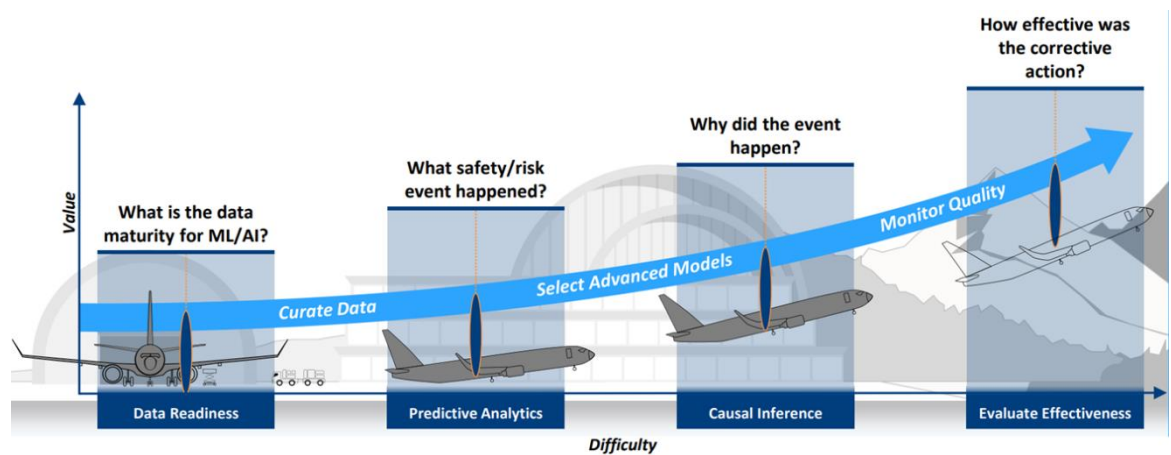 How effective was
the corrective
action?
Why did the event
happen?
What safety/risk
event happened?
What is the data
maturity for ML/AI?
Value
Curate Data
Select Advanced Models
Monitor Quality
Data Readiness
Predictive Analytics
Causal Inference
Evaluate Effectiveness
Difficulty